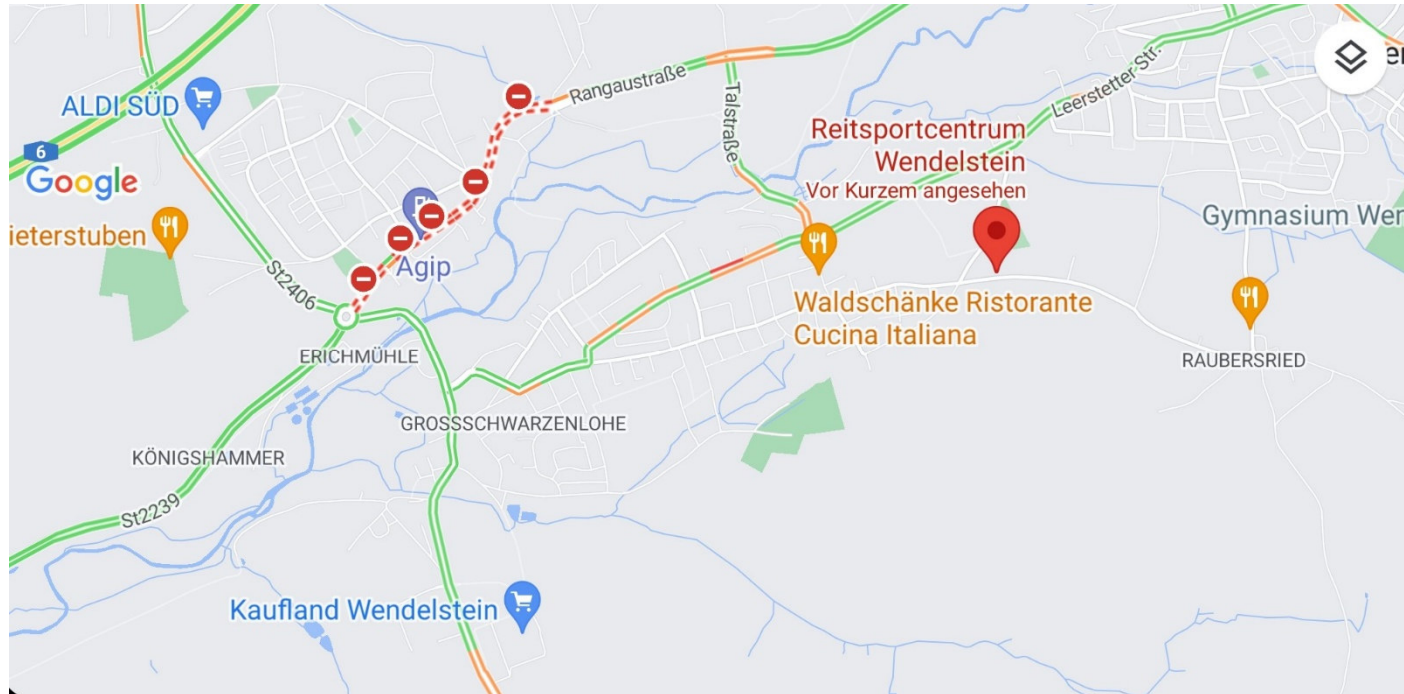 ALDI SÜD
6
Google
ieterstuben
St2406
Agip
Rangaustraße
Talstraße
Leerstetter Str.
Reitsportcentrum
Wendelstein
Vor Kurzem angesehen
Gymnasium Wer
Waldschänke Ristorante
Cucina Italiana
RAUBERSRIED
ERICHMÜHLE
GROSSSCHWARZENLOHE
KÖNIGSHAMMER
St2239
Kaufland Wendelstein